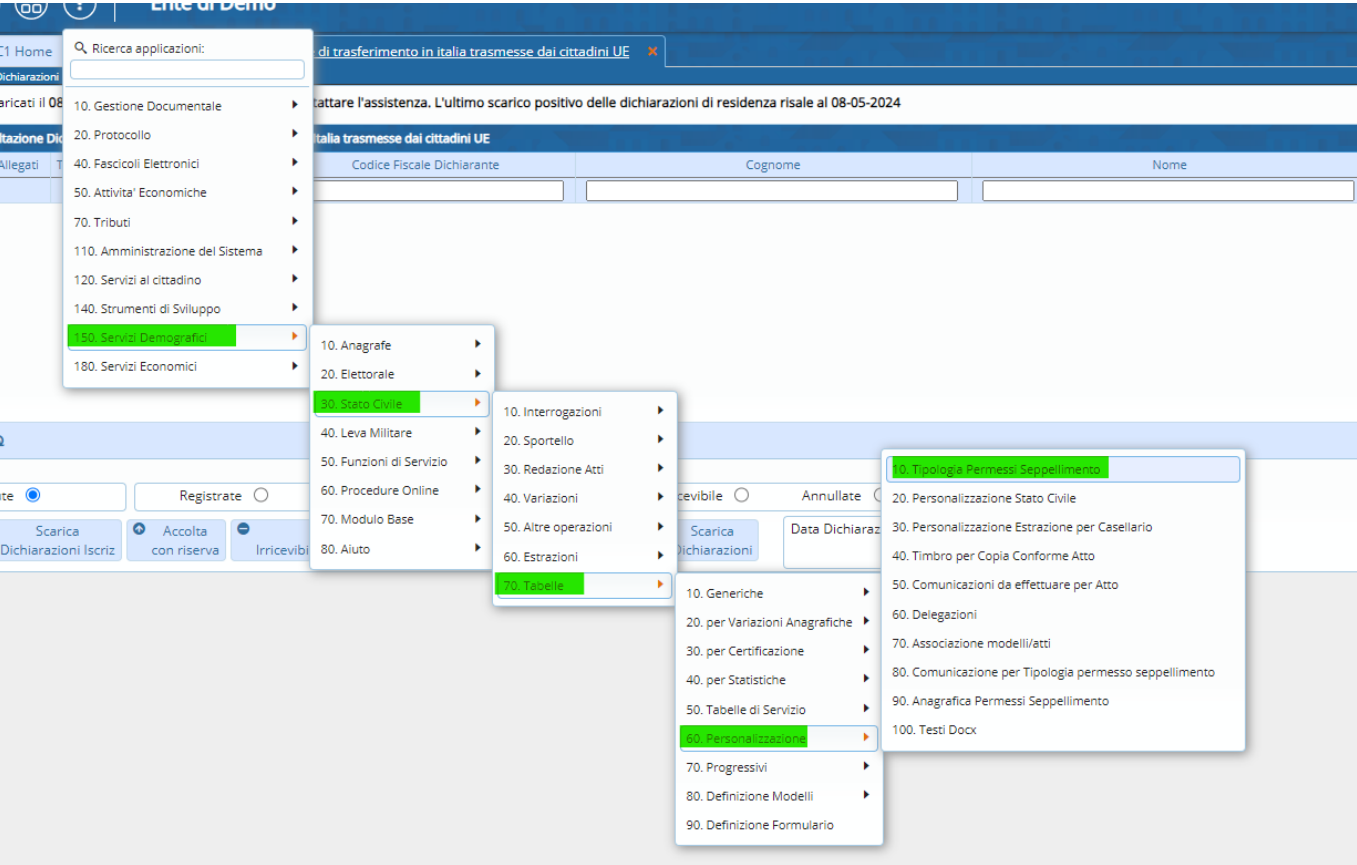 Ente di Demo
C1 Home
Ricerca applicazioni:
di trasferimento in italia trasmesse dai cittadini UE
Dichiarazioni
aricati il 08
tattare l'assistenza. L'ultimo scarico positivo delle dichiarazioni di residenza risale al 08-05-2024
ltazione Dic
talia trasmesse dai cittadini UE
Allegati
Codice Fiscale Dichiarante
Cognome
Nome
10. Gestione Documentale
20. Protocollo
40. Fascicoli Elettronici
50. Attivita' Economiche
70. Tributi
110. Amministrazione del Sistema
120. Servizi al cittadino
140. Strumenti di Sviluppo
150. Servizi Demografici
180. Servizi Economici
10. Anagrafe
20. Elettorale
30. Stato Civile
40. Leva Militare
50. Funzioni di Servizio
60. Procedure Online
70. Modulo Base
80. Aiuto
10. Interrogazioni
20. Sportello
30. Redazione Atti
40. Variazioni
50. Altre operazioni
60. Estrazioni
70. Tabelle
10. Generiche
20. per Variazioni Anagrafiche
30. per Certificazione
40. per Statistiche
50. Tabelle di Servizio
60. Personalizzazione
70. Progressivi
80. Definizione Modelli
90. Definizione Formulario
10. Tipologia Permessi Seppellimento
20. Personalizzazione Stato Civile
30. Personalizzazione Estrazione per Casellario
40. Timbro per Copia Conforme Atto
50. Comunicazioni da effettuare per Atto
60. Delegazioni
70. Associazione modelli/atti
80. Comunicazione per Tipologia permesso seppellimento
90. Anagrafica Permessi Seppellimento
100. Testi Docx
ute
Registrate
cevibile
Annullate
Scarica
Dichiarazioni Iscriz
Accolta
con riserva
Irricevibi
Scarica
Dichiarazioni
Data Dichiaraz